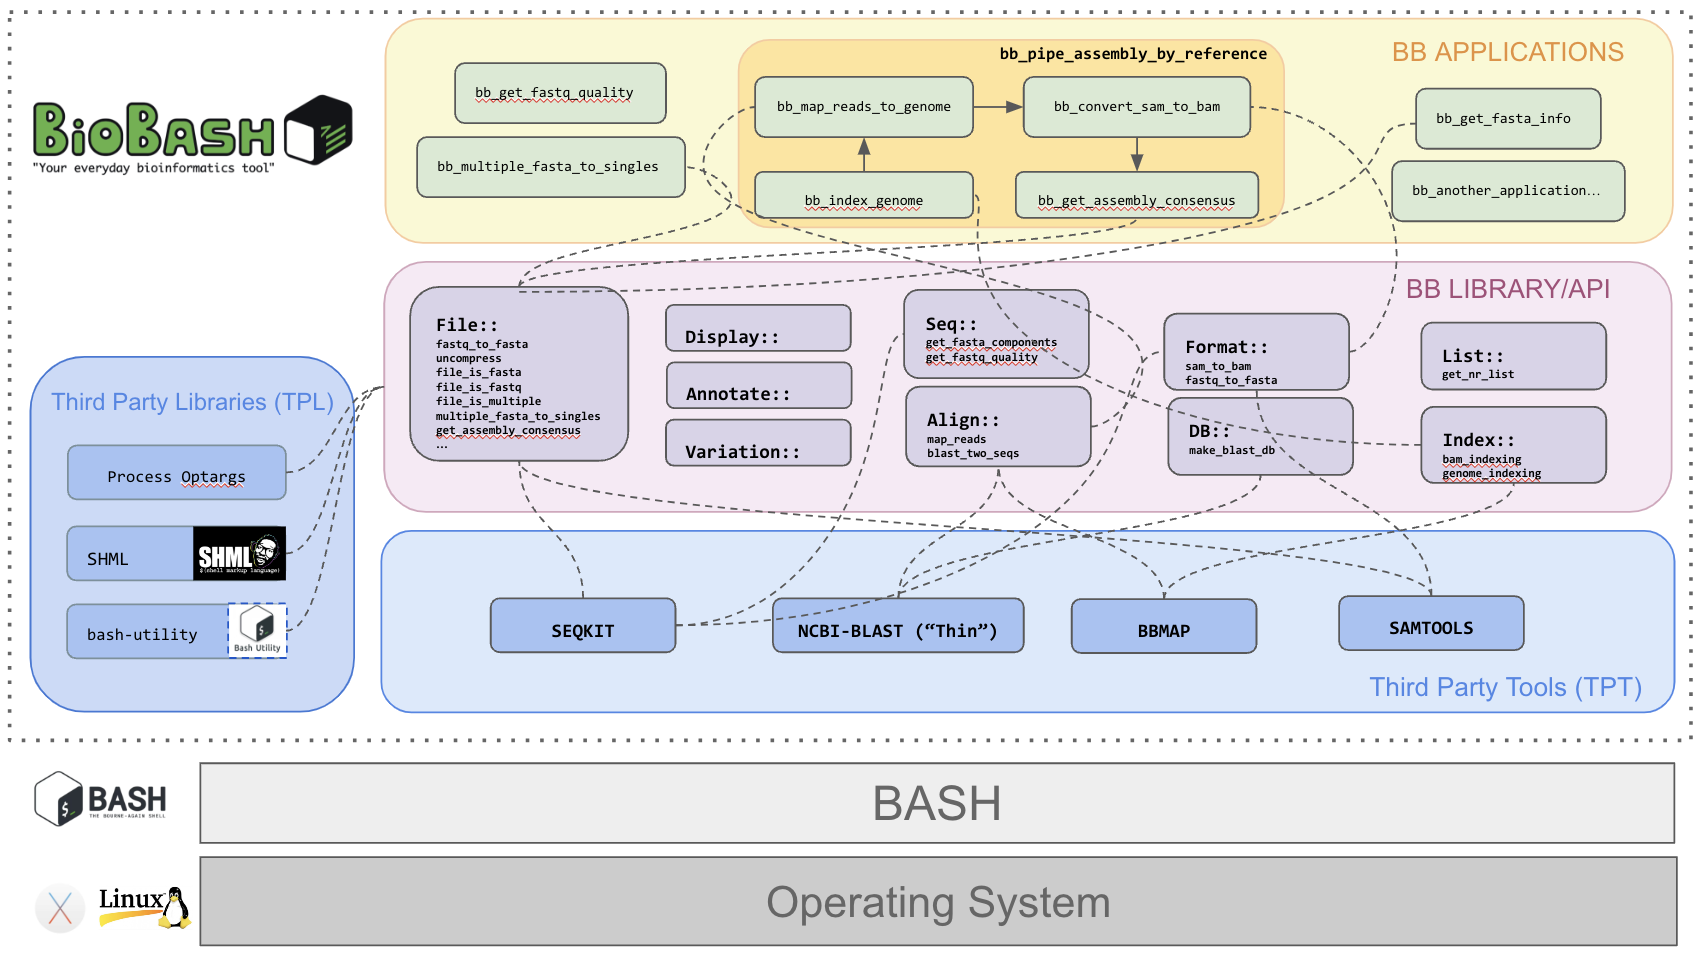 BIOBASH
"Your everyday bioinformatics tool"
BB APPLICATIONS
bb_get_fastq_quality
bb_multiple_fasta_to_singles
bb_pipe_assembly_by_reference
bb_map_reads_to_genome
bb_convert_sam_to_bam
bb_index_genome
bb_get_assembly_consensus
bb_get_fasta_info
bb_another_application…
BB LIBRARY/API
File::
fastq_to_fasta
uncompress
file_is_fasta
file_is_fastq
file_is_multiple
multiple_fasta_to_singles
get_assembly_consensus
…
Display::
Annotate::
Variation::
Seq::
get_fasta_components
get_fastq_quality
Align::
map_reads
blast_two_seqs
Format::
sam_to_bam
fastq_to_fasta
DB::
make_blast_db
List::
get_nr_list
Index::
bam_indexing
genome_indexing
Third Party Libraries (TPL)
Process Optargs
SHML
SHML
$(shell markup language)
bash-utility
$_
Bash Utility
SEQKIT
NCBI-BLAST (“Thin”)
BBMAP
SAMTOOLS
Third Party Tools (TPT)
$_
BASH
THE BOURNE-AGAIN SHELL
BASH
X
Linux
Operating System